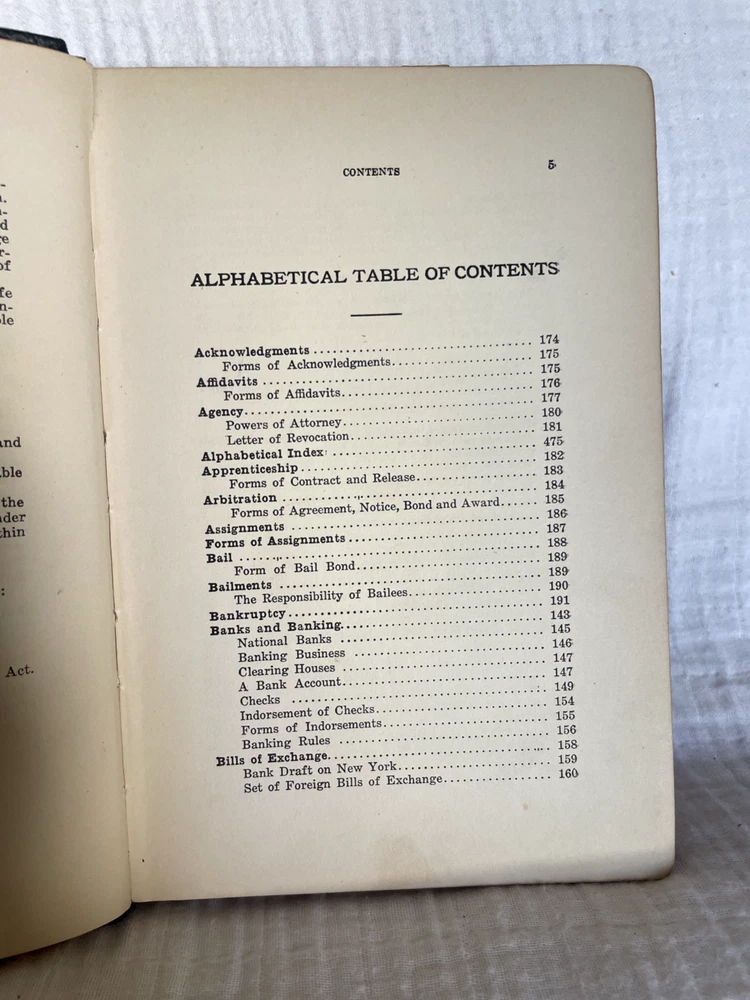 of
and
the
Act.
CONTENTS 5
ALPHABETICAL TABLE OF CONTENTS
Acknowledgments 174
Forms of Acknowledgments 175
Affidavits 175
Forms of Affidavits 176
Agency 177
Powers of Attorney 180
Letter of Revocation 181
Alphabetical Index 475
Apprenticeship 182
Forms of Contract and Release 183
Arbitration 184
Forms of Agreement, Notice, Bond and Award 185
Assignments 186
Forms of Assignments 187
Bail 188
Form of Bail Bond 189
Bailments 189
The Responsibility of Bailees 190
Bankruptcy 191
Banks and Banking 143
National Banks 145
Banking Business 146
Clearing Houses 147
A Bank Account 147
Checks 149
Indorsement of Checks 154
Forms of Indorsements 155
Banking Rules 156
Bills of Exchange 158
Bank Draft on New York 159
Set of Foreign Bills of Exchange 160